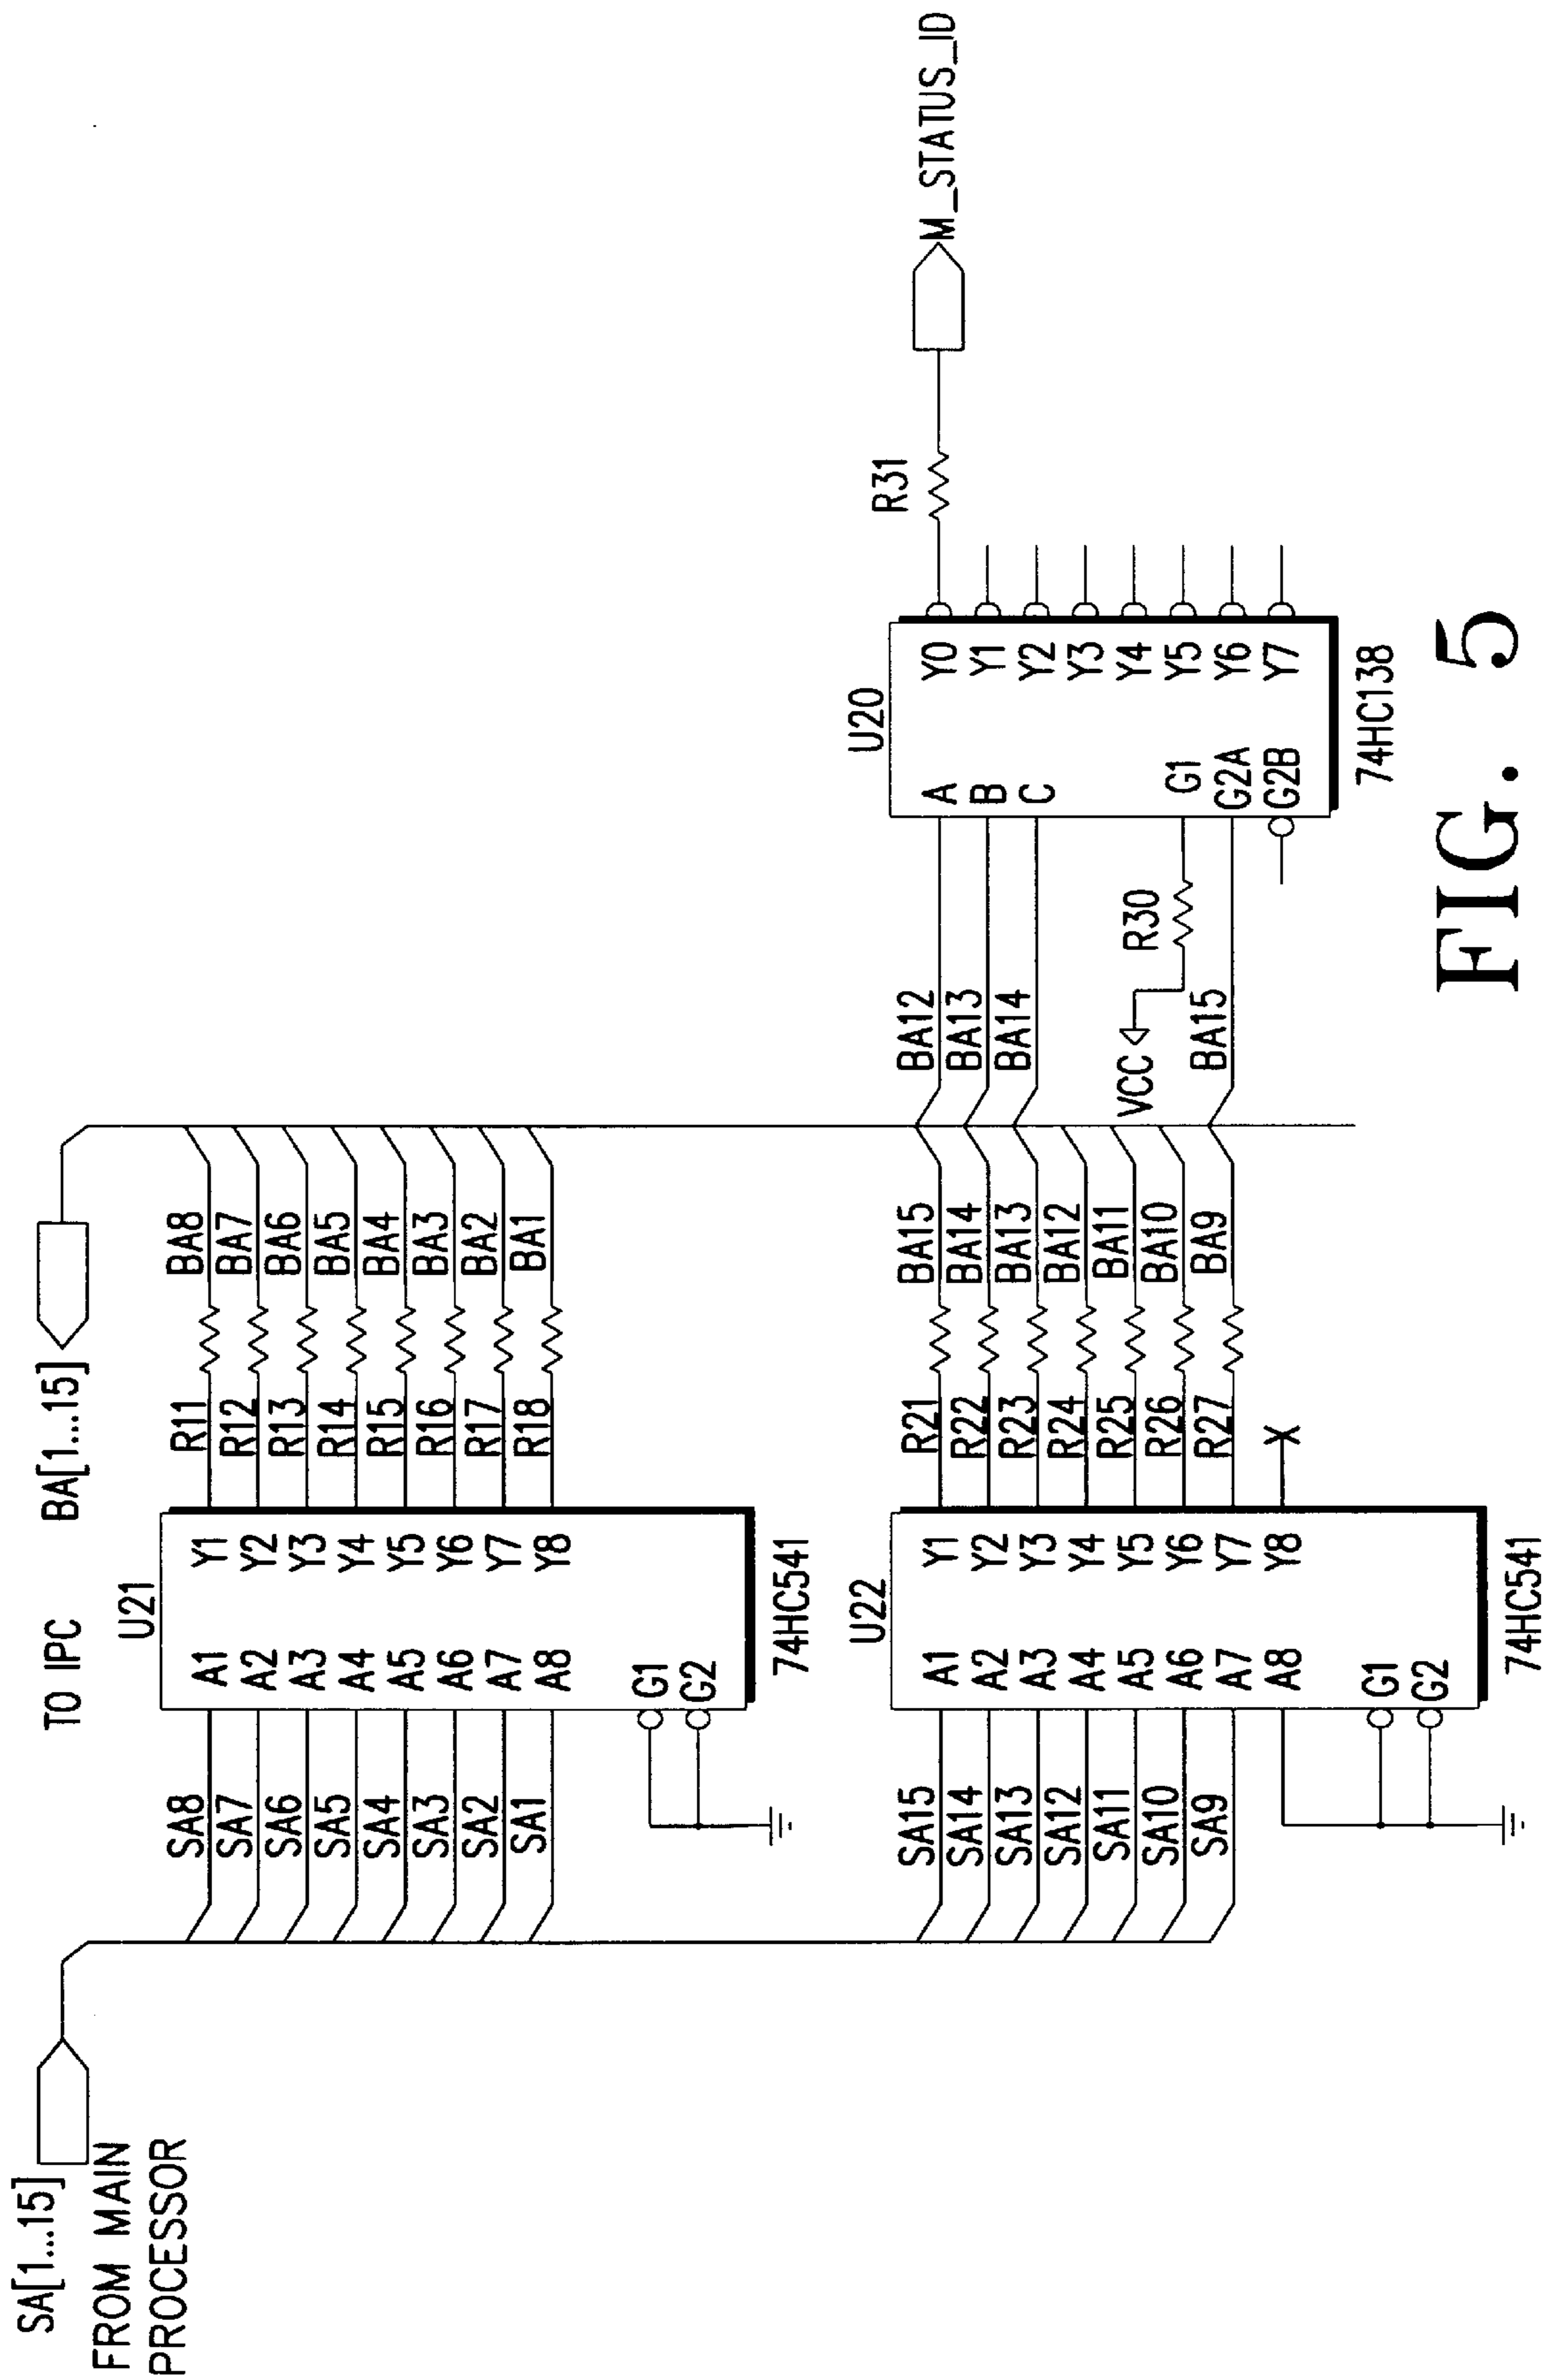 SA[1...15]
FROM MAIN
PROCESSOR
TO IPC BA[1...15]
U21
SA8 A1 Y1 R11 BA8
SA7 A2 Y2 R12 BA7
SA6 A3 Y3 R13 BA6
SA5 A4 Y4 R14 BA5
SA4 A5 Y5 R15 BA4
SA3 A6 Y6 R16 BA3
SA2 A7 Y7 R17 BA2
SA1 A8 Y8 R18 BA1
G1
G2
74HC541
U22
SA15 A1 Y1 R21 BA15
SA14 A2 Y2 R22 BA14
SA13 A3 Y3 R23 BA13
SA12 A4 Y4 R24 BA12
SA11 A5 Y5 R25 BA11
SA10 A6 Y6 R26 BA10
SA9 A7 Y7 R27 BA9
A8 Y8
G1
G2
74HC541
U20
BA12 A Y0 R31 M_STATUS_ID
BA13 B Y1
BA14 C Y2
Y3
Y4
VCC R30 G1 Y5
BA15 G2A Y6
G2B Y7
74HC138
FIG. 5